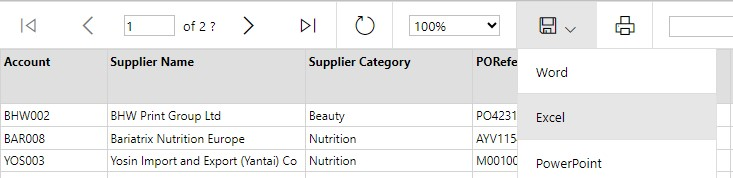 1 of 2 ? 100%
Account Supplier Name Supplier Category PORefe
Word
BHW002 BHW Print Group Ltd Beauty PO4231 Excel
BAR008 Bariatrix Nutrition Europe Nutrition AYV115
YOS003 Yosin Import and Export (Yantai) Co Nutrition M0010 PowerPoint